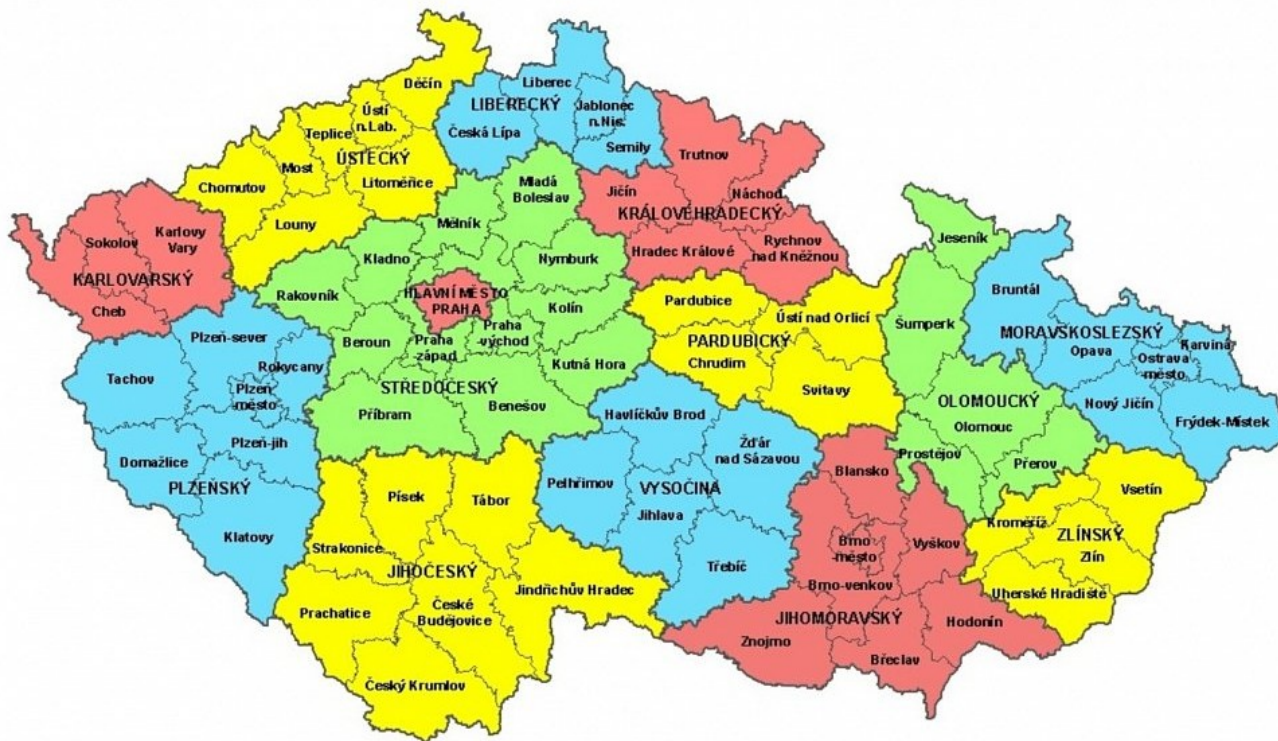 Děčín
Liberec
LIBERECKÝ
Jablonec
n.Nis.
Ústí
n.Lab.
Teplice
Česká Lípa
Semily
Trutnov
ÚSTECKÝ
Most
Chomutov
Litoměřice
Mladá
Boleslav
Jičín
Náchod
KRÁLOVÉHRADECKÝ
Louny
Mělník
Karlovy
Vary
Sokolov
Jeseník
Kladno
Nymburk
Hradec Králové
Rychnov
nad Kněžnou
KARLOVARSKÝ
Cheb
Rakovník
HLAVNÍ MĚSTO
PRAHA
Kolín
Pardubice
Ústí nad Orlicí
Bruntál
Šumperk
MORAVSKOSLEZSKÝ
Karviná
Opava
Ostrava
město
Plzeň-sever
Beroun
Praha
západ
Praha
-východ
PARDUBICKÝ
Chrudim
Rokycany
Tachov
Kutná Hora
STŘEDOČESKÝ
Plzeň
-město
Svitavy
Příbram
Benešov
Havlíčkův Brod
OLOMOUCKÝ
Nový Jičín
Frýdek-Místek
Olomouc
Plzeň-jih
Žďár
nad Sázavou
Prostějov
Přerov
Domažlice
Blansko
PLZEŇSKÝ
Písek
Tábor
Pelhřimov
VYSOČINA
Vsetín
Jihlava
Kroměříž
ZLÍNSKÝ
Zlín
Klatovy
Strakonice
Brno
-město
Vyškov
Třebíč
JIHOČESKÝ
Jindřichův Hradec
Brno-venkov
Uherské Hradiště
Prachatice
České
Budějovice
JIHOMORAVSKÝ
Hodonín
Znojmo
Břeclav
Český Krumlov